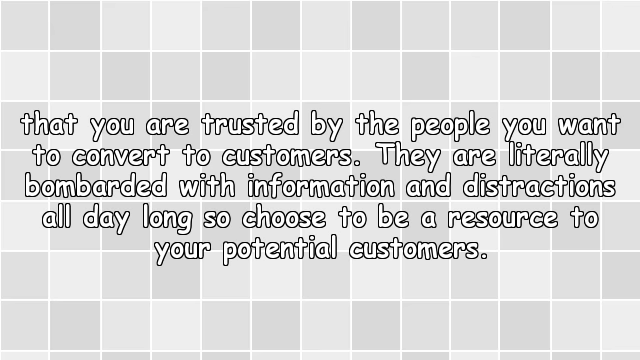 that you are trusted by the people you want
to convert to customers. They are literally
bombarded with information and distractions
all day long so choose to be a resource to
your potential customers.